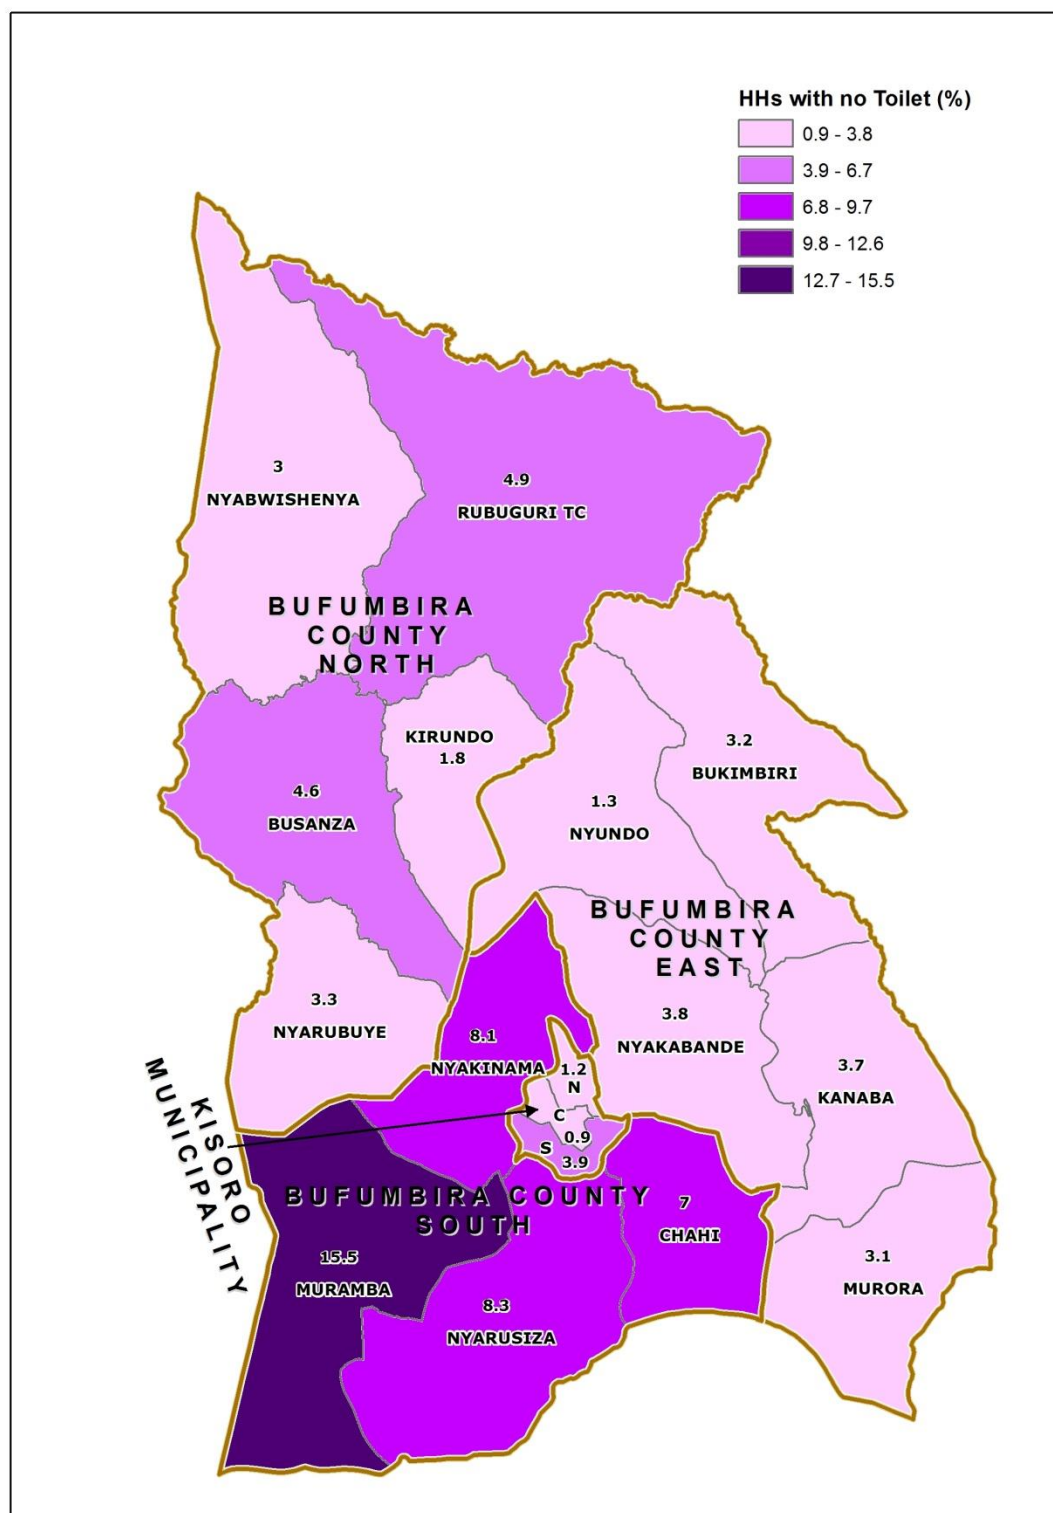 HHs with no Toilet (%)
0.9 - 3.8
3.9 - 6.7
6.8 - 9.7
9.8 - 12.6
12.7 - 15.5
3
NYABWISHENYA
4.9
RUBUGURI TC
BUFUMBIRA
COUNTY
NORTH
KIRUNDO
1.8
3.2
BUKIMBIRI
4.6
BUSANZA
1.3
NYUNDO
BUFUMBIRA
COUNTY
EAST
3.3
NYARUBUYE
8.1
NYAKINAMA
3.8
NYAKABANDE
1.2
N
C
0.9
S
3.9
3.7
KANABA
KISORO
MUNICIPALITY
BUFUMBIRA COUNTY
SOUTH
7
CHAHI
15.5
MURAMBA
8.3
NYARUSIZA
3.1
MURORA